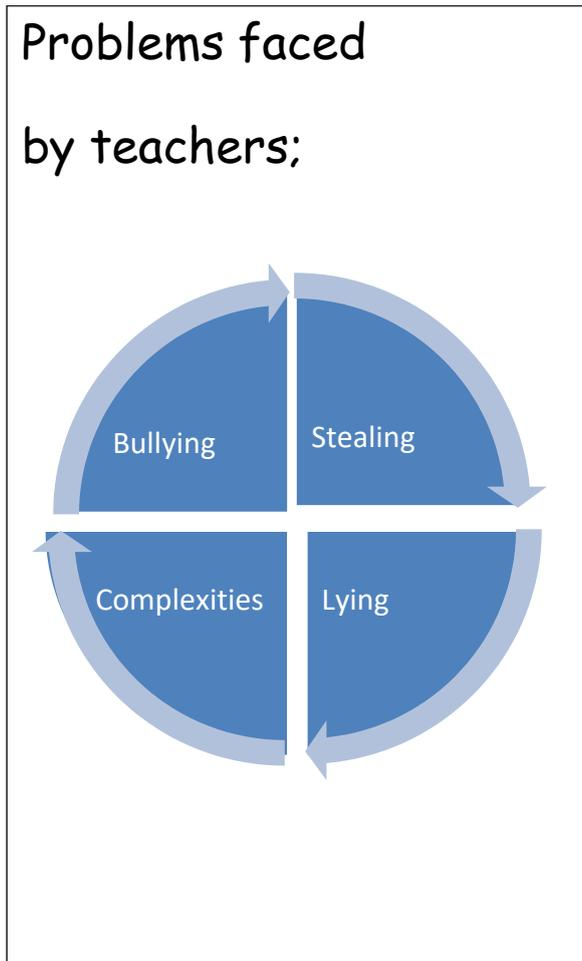 Problems faced
by teachers;
Bullying
Stealing
Complexities
Lying